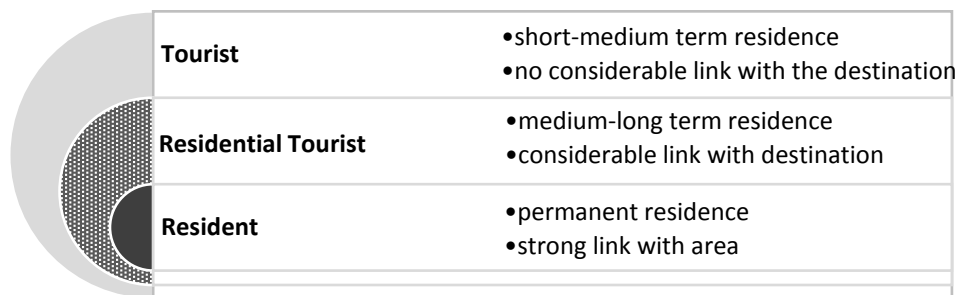 Tourist
•short-medium term residence
•no considerable link with the destination
Residential Tourist
•medium-long term residence
•considerable link with destination
Resident
•permanent residence
•strong link with area